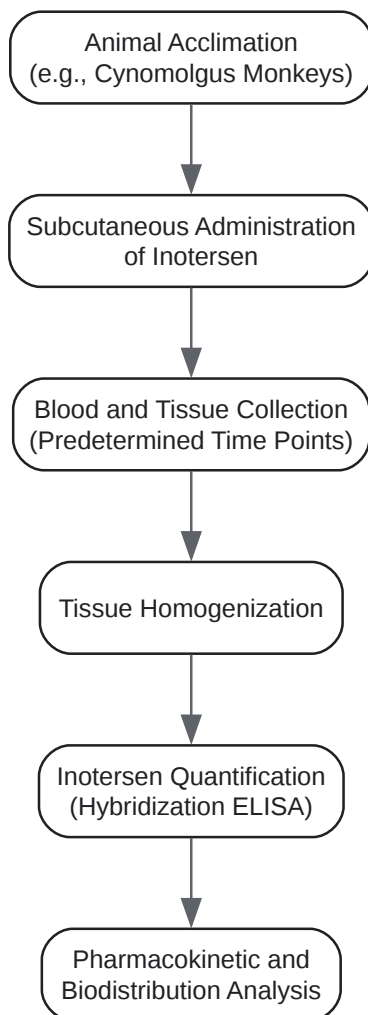 Animal Acclimation
(e.g., Cynomolgus Monkeys)
Subcutaneous Administration
of Inotersen
Blood and Tissue Collection
(Predetermined Time Points)
Tissue Homogenization
Inotersen Quantification
(Hybridization ELISA)
Pharmacokinetic and
Biodistribution Analysis